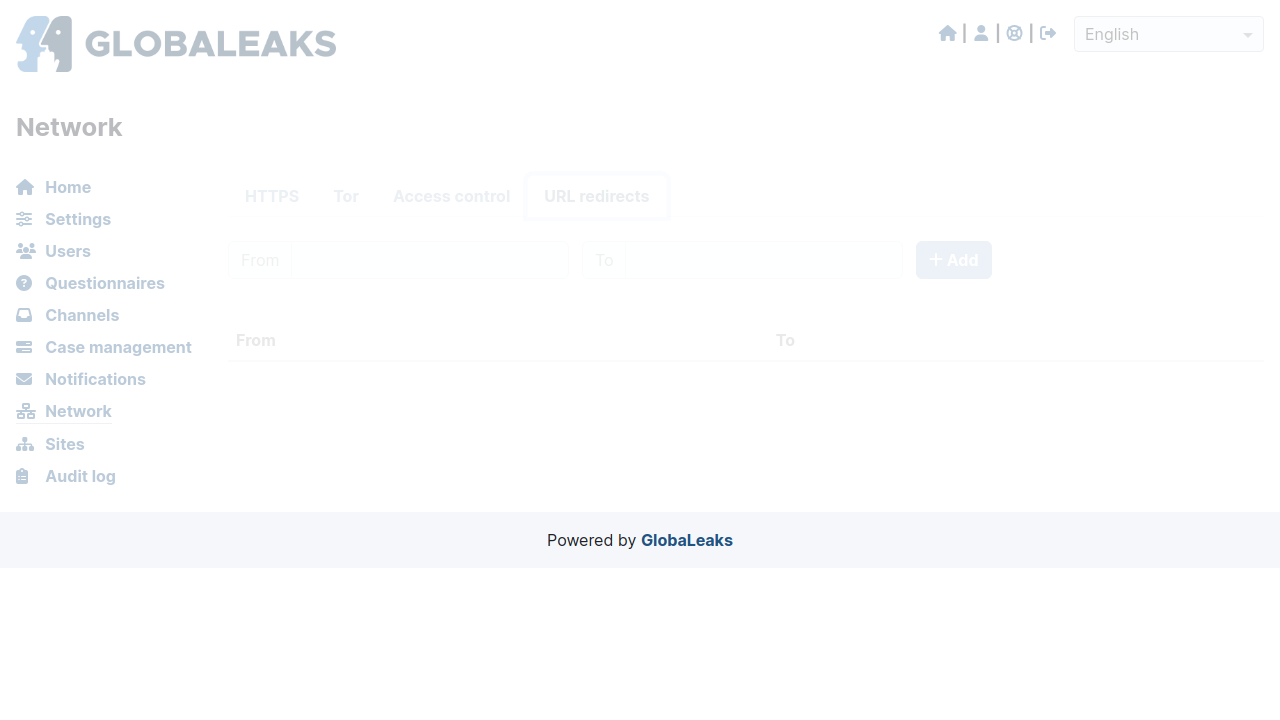 GLOBALEAKS
| | |
English
Network
Home
Settings
Users
Questionnaires
Channels
Case management
Notifications
Network
Sites
Audit log
HTTPS Tor Access control URL redirects
From To Add
From To
Powered by GlobaLeaks